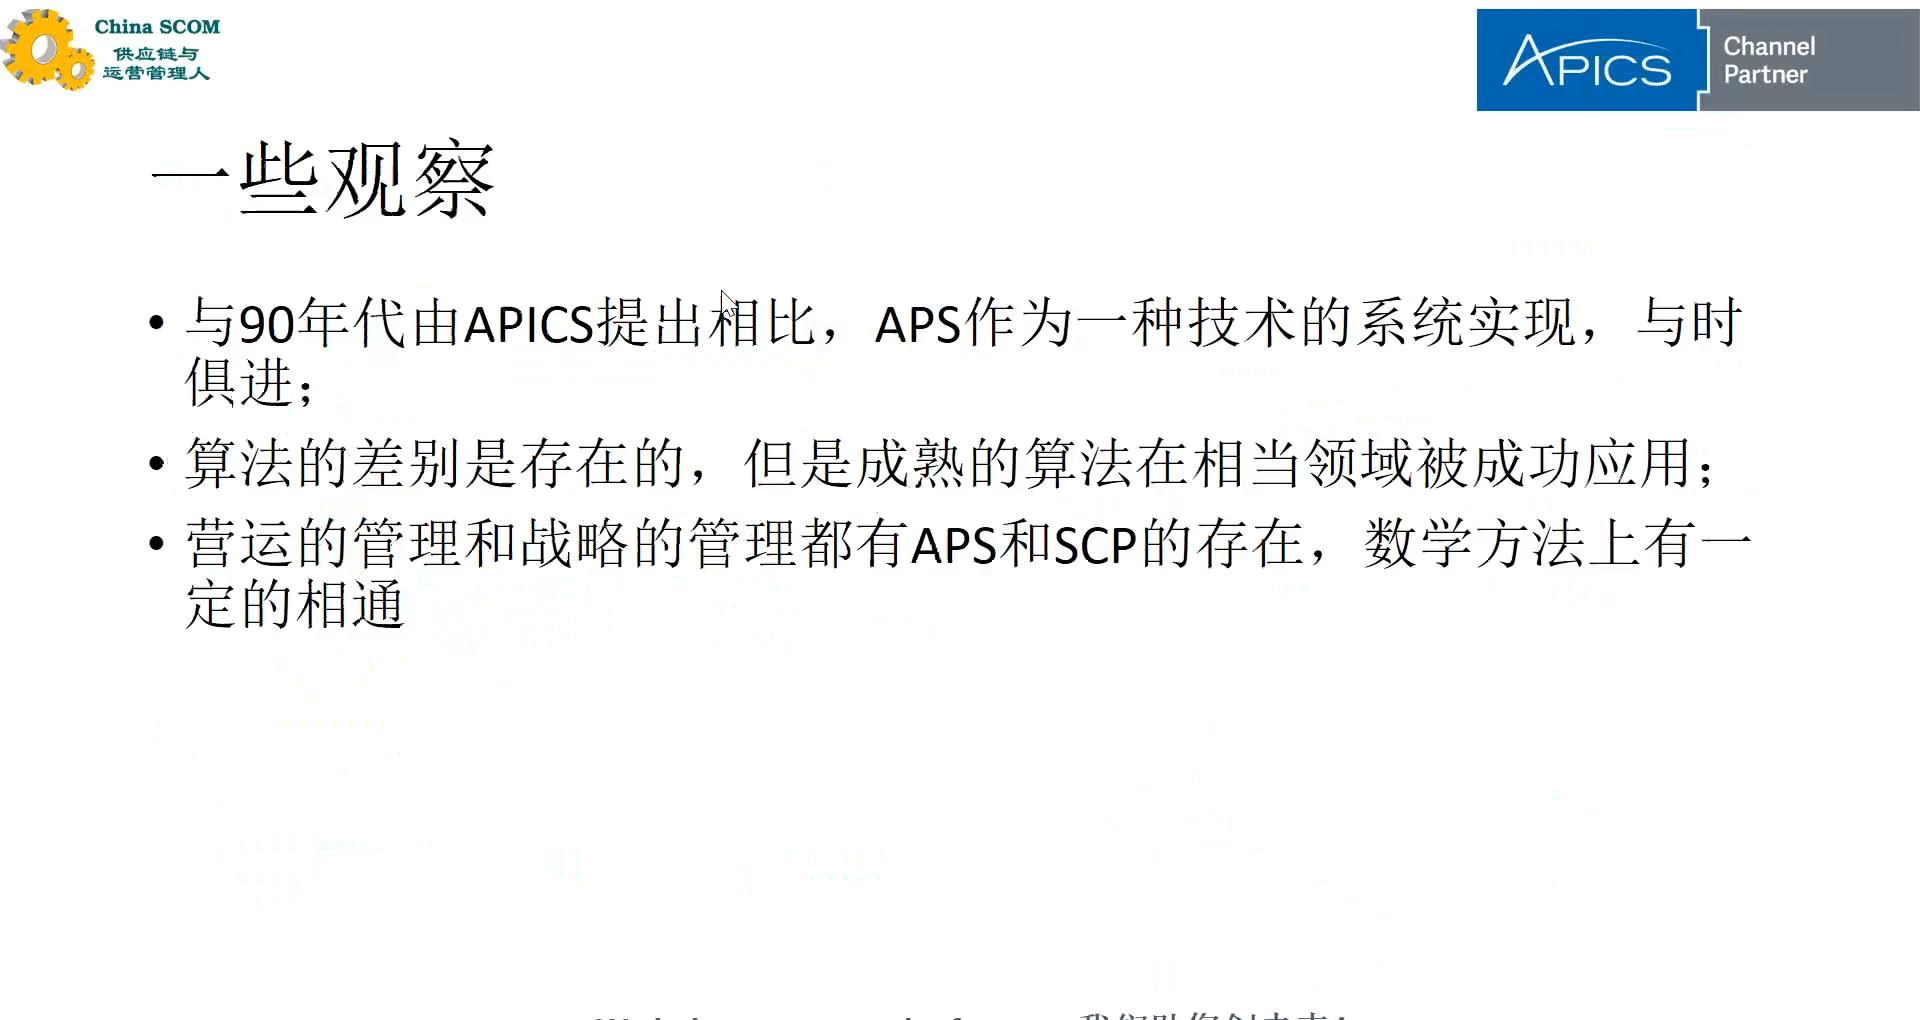 China SCOM
供应链与
运营管理人
APICS
Channel
Partner
一些观察
• 与90年代由APICS提出相比，APS作为一种技术的系统实现，与时
俱进；
• 算法的差别是存在的，但是成熟的算法在相当领域被成功应用；
• 营运的管理和战略的管理都有APS和SCP的存在，数学方法上有一
定的相通